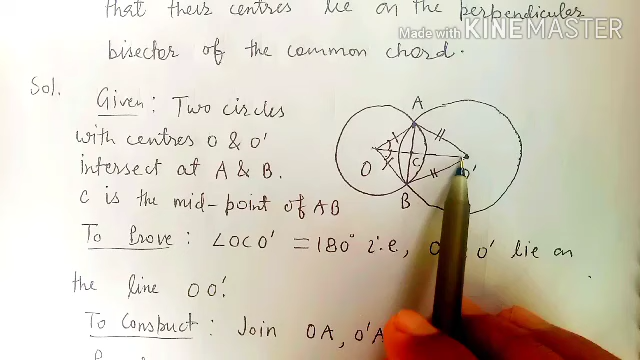 that their centres lie on the perpendicular
Made with KINEMASTER
bisector of the common chord.
Sol.
Given: Two circles
with centres O & O'
intersect at A & B.
C is the mid-point of AB
A
O
C
O'
B
To Prove: ∠OCO' = 180° i.e, O O' lie on
the line OO'.
To Construct: Join OA, O'A